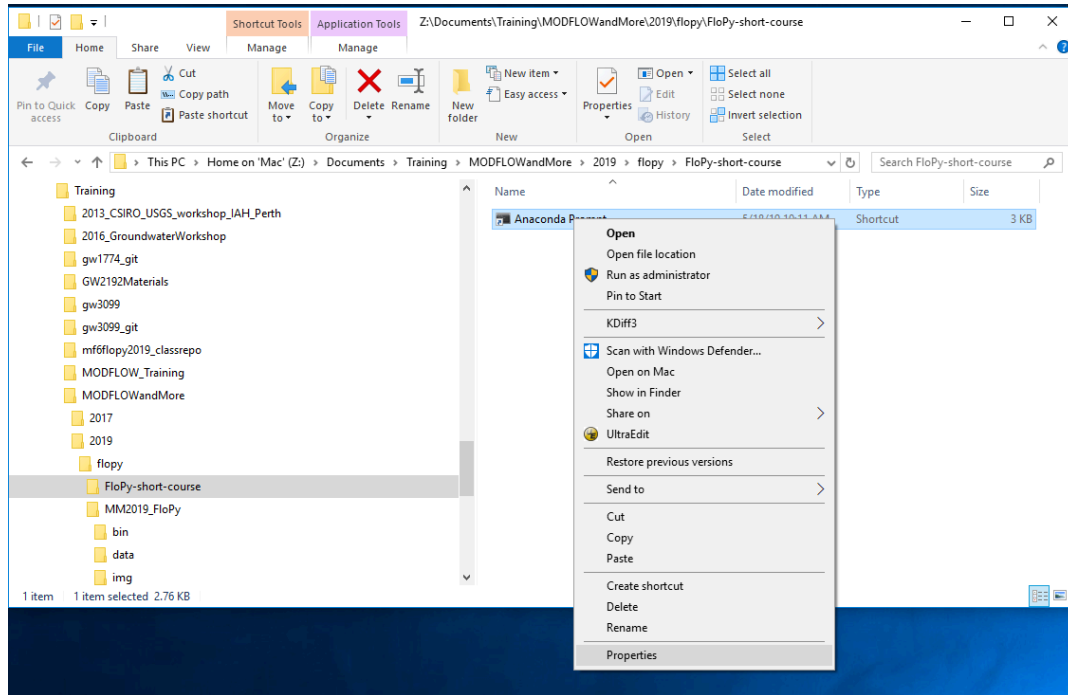 Shortcut Tools Application Tools Z:\Documents\Training\MODFLOWandMore\2019\flopy\FloPy-short-course
File Home Share View Manage Manage
Pin to Quick access
Copy
Paste
Cut
Copy path
Paste shortcut
Move to
Copy to
Delete
Rename
New folder
New item
Easy access
Properties
Open
Edit
History
Select all
Select none
Invert selection
Clipboard Organize New Open Select
This PC > Home on 'Mac' (Z:) > Documents > Training > MODFLOWandMore > 2019 > flopy > FloPy-short-course
Search FloPy-short-course
Training
2013_CSIRO_USGS_workshop_IAH_Perth
2016_GroundwaterWorkshop
gw1774_git
GW2192Materials
gw3099
gw3099_git
mf6flopy2019_classrepo
MODFLOW_Training
MODFLOWandMore
2017
2019
flopy
FloPy-short-course
MM2019_FloPy
bin
data
img
Name Date modified Type Size
Anaconda Prompt Shortcut 3 KB
Open
Open file location
Run as administrator
Pin to Start
KDiff3
Scan with Windows Defender...
Open on Mac
Show in Finder
Share on
UltraEdit
Restore previous versions
Send to
Cut
Copy
Paste
Create shortcut
Delete
Rename
Properties
1 item 1 item selected 2.76 KB